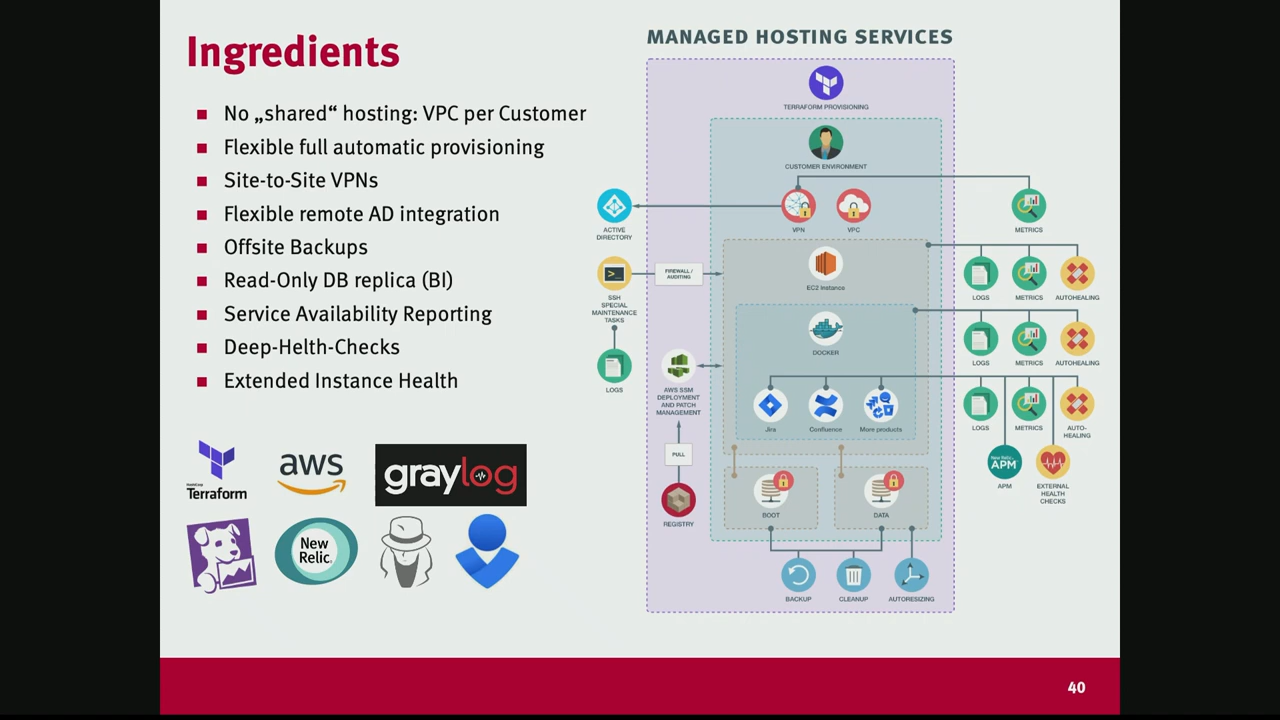 Ingredients
No „shared“ hosting: VPC per Customer
Flexible full automatic provisioning
Site-to-Site VPNs
Flexible remote AD integration
Offsite Backups
Read-Only DB replica (BI)
Service Availability Reporting
Deep-Helth-Checks
Extended Instance Health
Terraform
aws
graylog
New
Relic.
MANAGED HOSTING SERVICES
TERRAFORM PROVISIONING
CUSTOMER ENVIRONMENT
VPN
VPC
METRICS
ACTIVE
DIRECTORY
FIREWALL /
AUDITING
EC2 Instance
LOGS
METRICS
AUTOHEALING
SSH
SPECIAL
MAINTENANCE
TASKS
DOCKER
LOGS
METRICS
AUTOHEALING
LOGS
AWS SSM
DEPLOYMENT
AND PATCH
MANAGEMENT
Jira
Confluence
More products
LOGS
METRICS
AUTO-
HEALING
PULL
New Relic
APM
APM
EXTERNAL
HEALTH
CHECKS
REGISTRY
BOOT
DATA
BACKUP
CLEANUP
AUTORESIZING
40